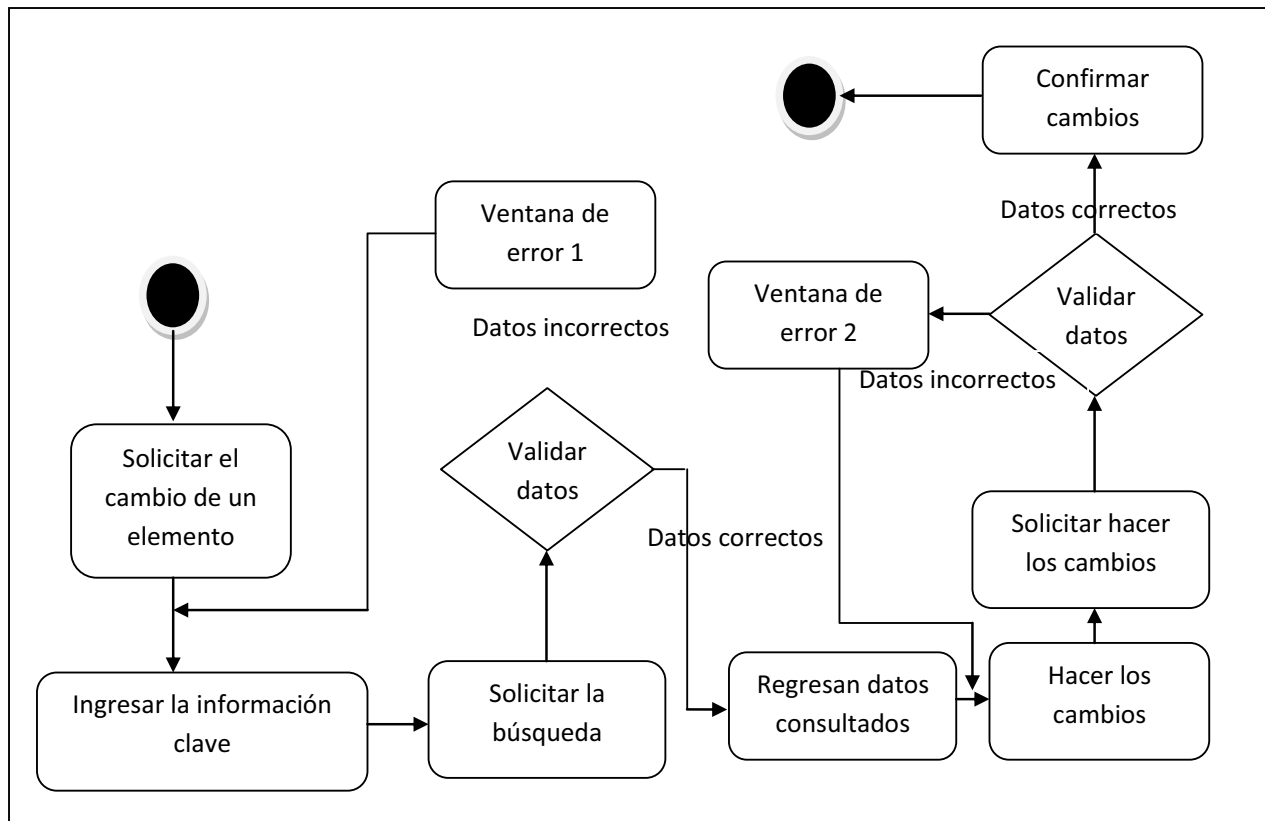 Confirmar
cambios
Datos correctos
Ventana de
error 1
Ventana de
error 2
Validar
datos
Datos incorrectos
Datos incorrectos
Solicitar el
cambio de un
elemento
Validar
datos
Datos correctos
Solicitar hacer
los cambios
Ingresar la información
clave
Solicitar la
búsqueda
Regresan datos
consultados
Hacer los
cambios